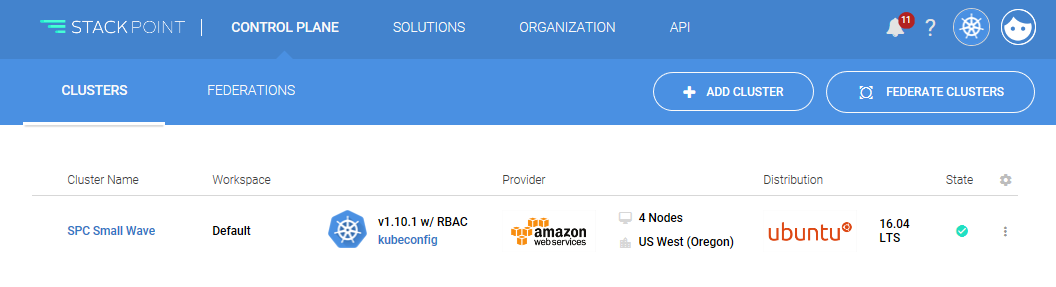 STACKPOINT CONTROL PLANE SOLUTIONS ORGANIZATION API 11 ?
CLUSTERS FEDERATIONS ADD CLUSTER FEDERATE CLUSTERS
Cluster Name Workspace Provider Distribution State
SPC Small Wave Default
v1.10.1 w/ RBAC
kubeconfig
amazon
web services
4 Nodes
US West (Oregon)
ubuntu
16.04
LTS